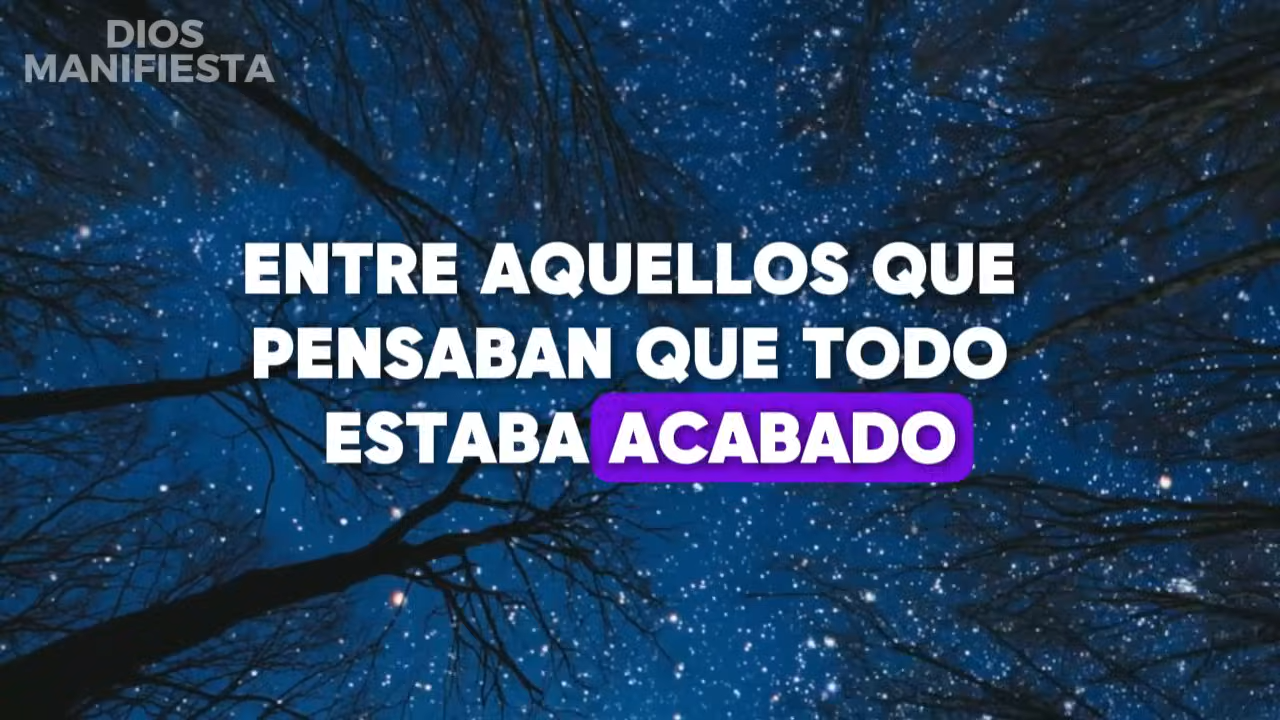 DIOS
MANIFIESTA
ENTRE AQUELLOS QUE
PENSABAN QUE TODO
ESTABA ACABADO